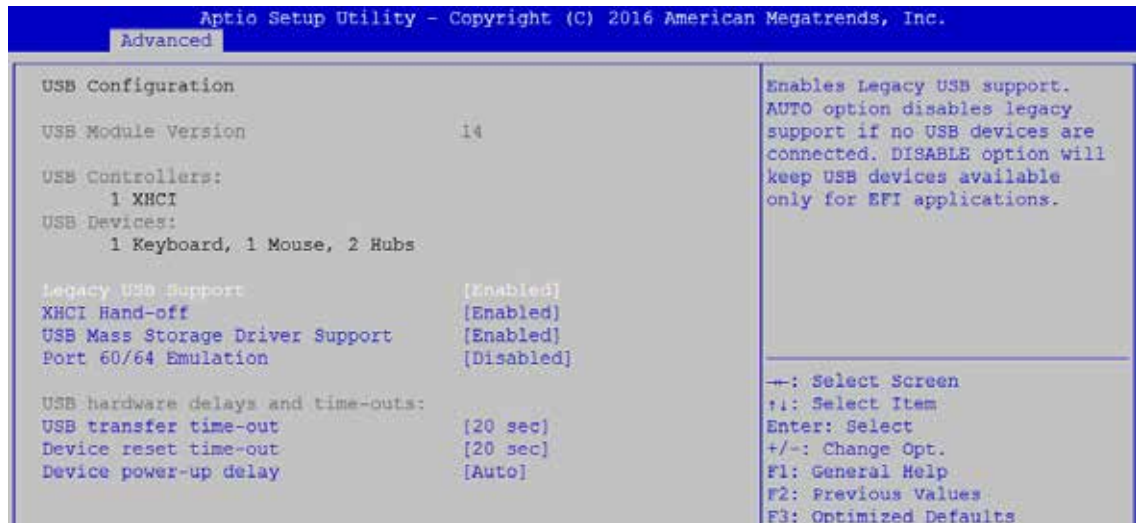 Aptio Setup Utility - Copyright (C) 2016 American Megatrends, Inc.
Advanced
USB Configuration
USB Module Version 14
USB Controllers:
1 XHCI
USB Devices:
1 Keyboard, 1 Mouse, 2 Hubs
Legacy USB Support [Enabled]
XHCI Hand-off [Enabled]
USB Mass Storage Driver Support [Enabled]
Port 60/64 Emulation [Disabled]
USB hardware delays and time-outs:
USB transfer time-out [20 sec]
Device reset time-out [20 sec]
Device power-up delay [Auto]
Enables Legacy USB support.
AUTO option disables legacy
support if no USB devices are
connected. DISABLE option will
keep USB devices available
only for EFI applications.
→←: Select Screen
↑↓: Select Item
Enter: Select
+/-: Change Opt.
F1: General Help
F2: Previous Values
F3: Optimized Defaults